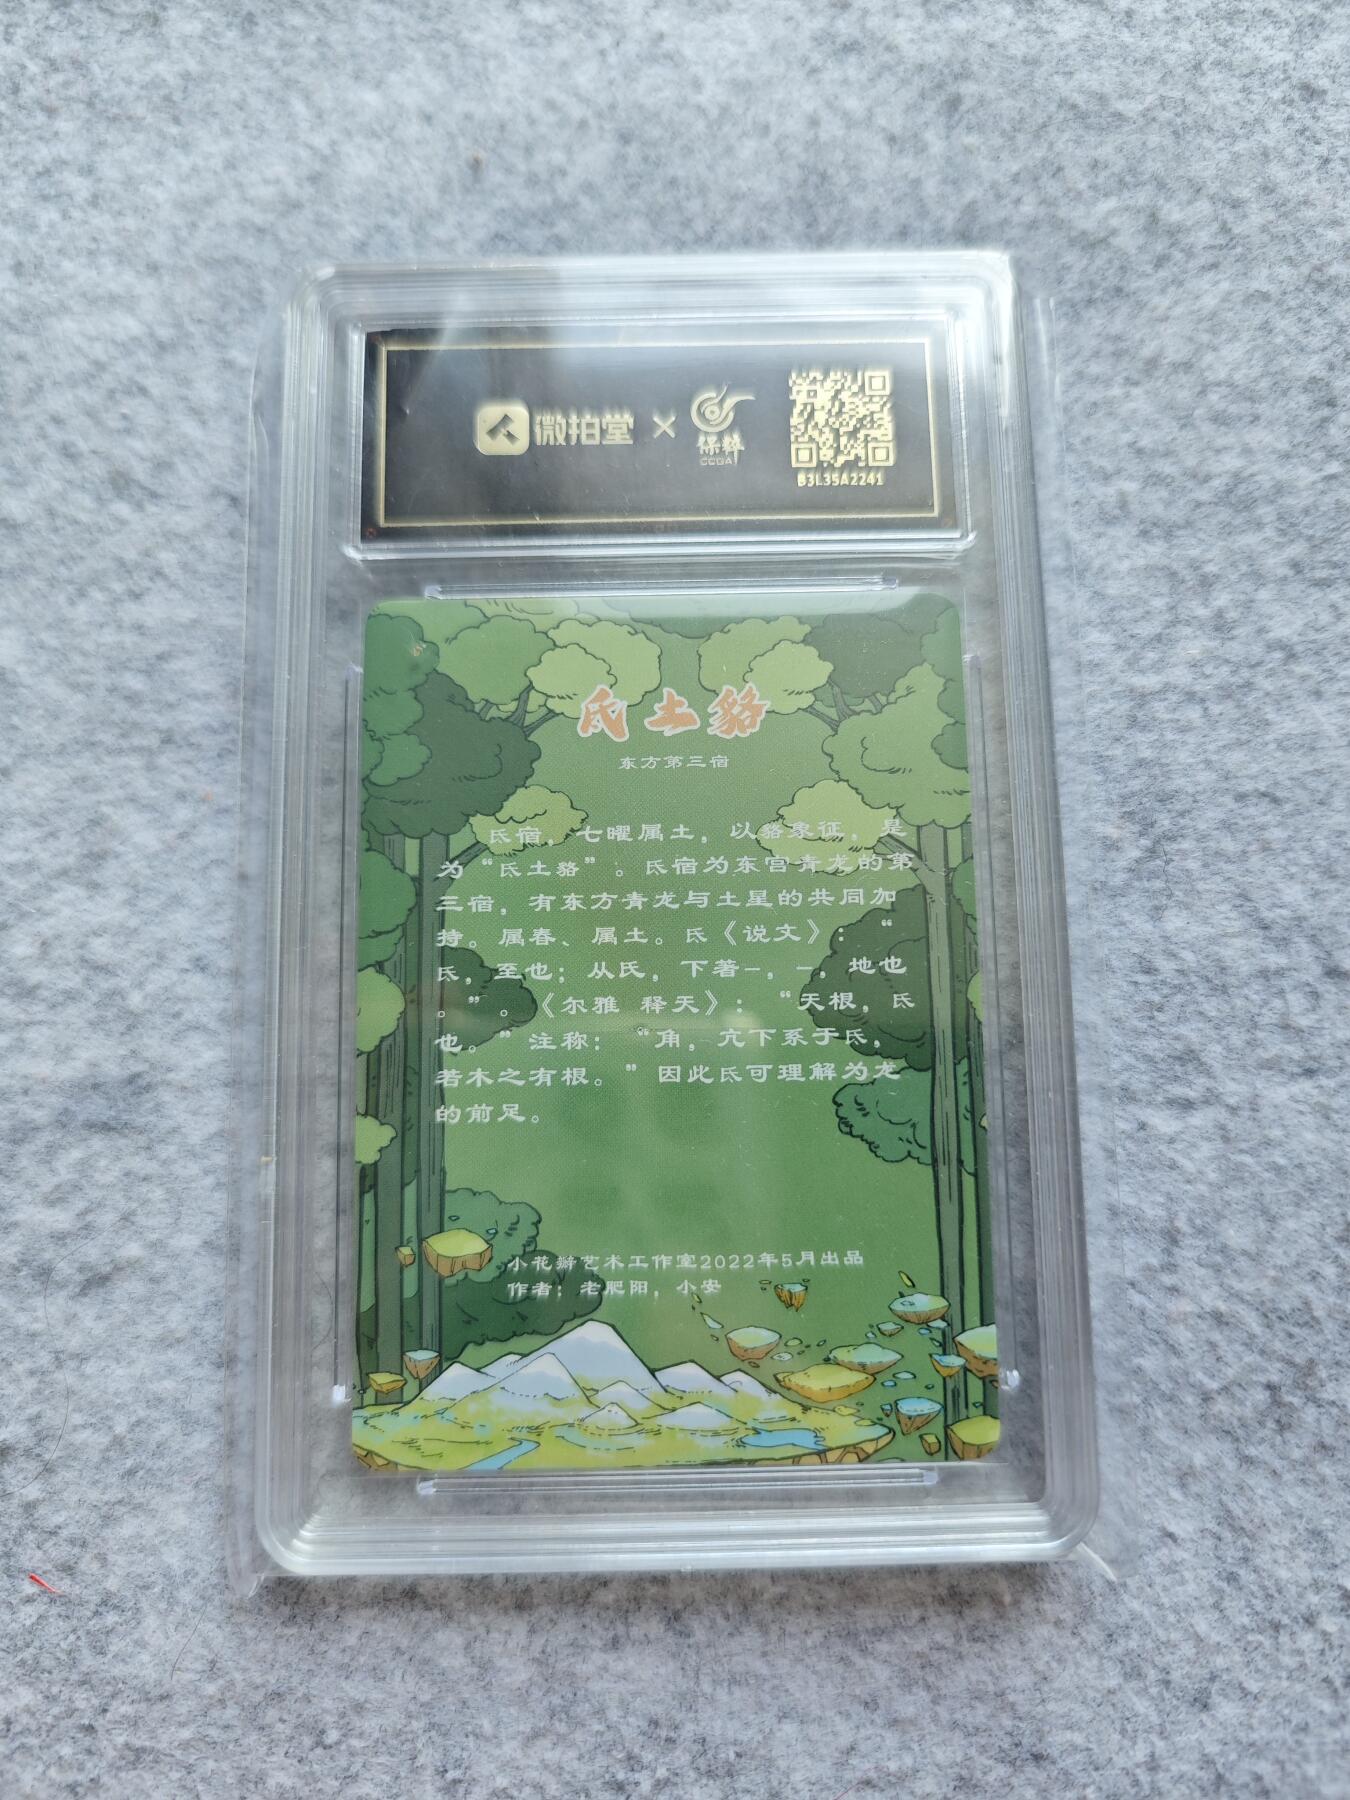 微拍堂 × 保粹
CCGA
B3L35A2241
氐土貉
东方第三宿
氐宿，七曜属土，以貉象征，是
为“氐土貉”。氐宿为东宫青龙的第
三宿，有东方青龙与土星的共同加
持。属春、属土。氐《说文》：“
氐，至也；从氏，下著一，一，地也
。”。《尔雅 释天》：“天根，氐
也。”注称：“角，亢下系于氐，
若木之有根。”因此氐可理解为龙
的前足。
小花瓣艺术工作室2022年5月出品
作者：老肥阳，小安